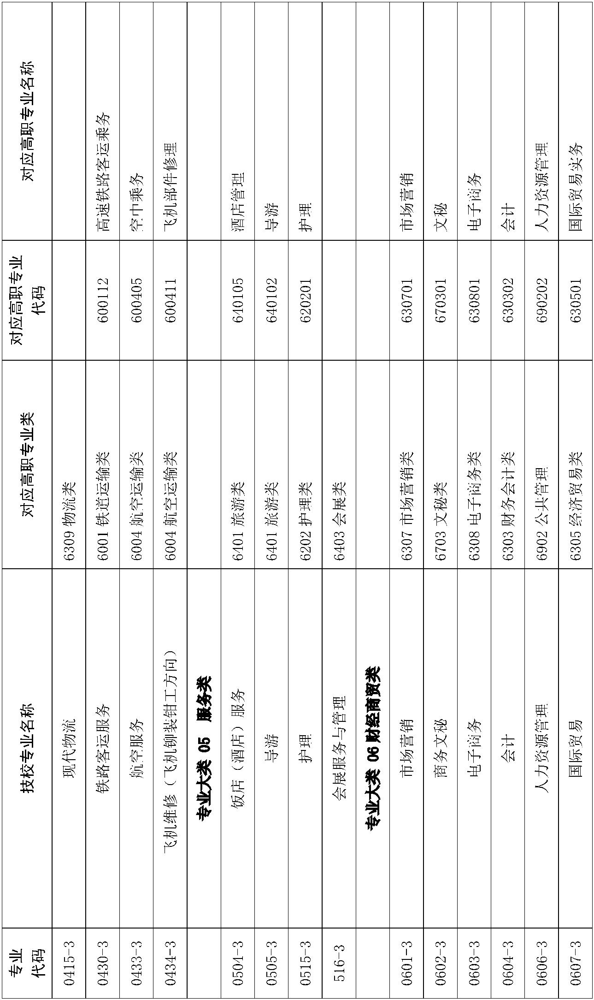 专业
代码
技校专业名称
对应高职专业类
对应高职专业
代码
对应高职专业名称
0415-3 现代物流 6309 物流类
0430-3 铁路客运服务 6001 铁道运输类 600112 高速铁路客运乘务
0433-3 航空服务 6004 航空运输类 600405 空中乘务
0434-3 飞机维修（飞机铆装钳工方向） 6004 航空运输类 600411 飞机部件修理
专业大类 05 服务类
0504-3 饭店（酒店）服务 6401 旅游类 640105 酒店管理
0505-3 导游 6401 旅游类 640102 导游
0515-3 护理 6202 护理类 620201 护理
516-3 会展服务与管理 6403 会展类
专业大类 06 财经商贸类
0601-3 市场营销 6307 市场营销类 630701 市场营销
0602-3 商务文秘 6703 文秘类 670301 文秘
0603-3 电子商务 6308 电子商务类 630801 电子商务
0604-3 会计 6303 财务会计类 630302 会计
0606-3 人力资源管理 6902 公共管理 690202 人力资源管理
0607-3 国际贸易 6305 经济贸易类 630501 国际贸易实务